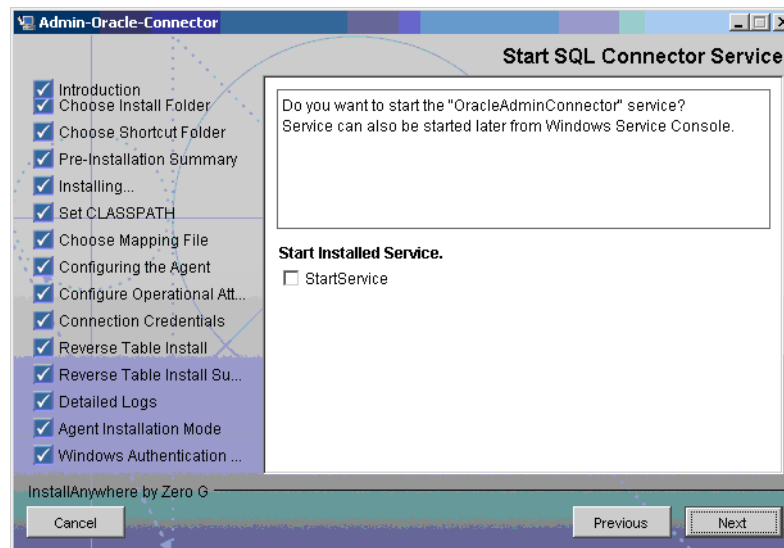 Admin-Oracle-Connector
Start SQL Connector Service
Introduction
Choose Install Folder
Choose Shortcut Folder
Pre-Installation Summary
Installing...
Set CLASSPATH
Choose Mapping File
Configuring the Agent
Configure Operational Att...
Connection Credentials
Reverse Table Install
Reverse Table Install Su...
Detailed Logs
Agent Installation Mode
Windows Authentication ...
Do you want to start the "OracleAdminConnector" service?
Service can also be started later from Windows Service Console.
Start Installed Service.
StartService
InstallAnywhere by Zero G
Cancel
Previous
Next